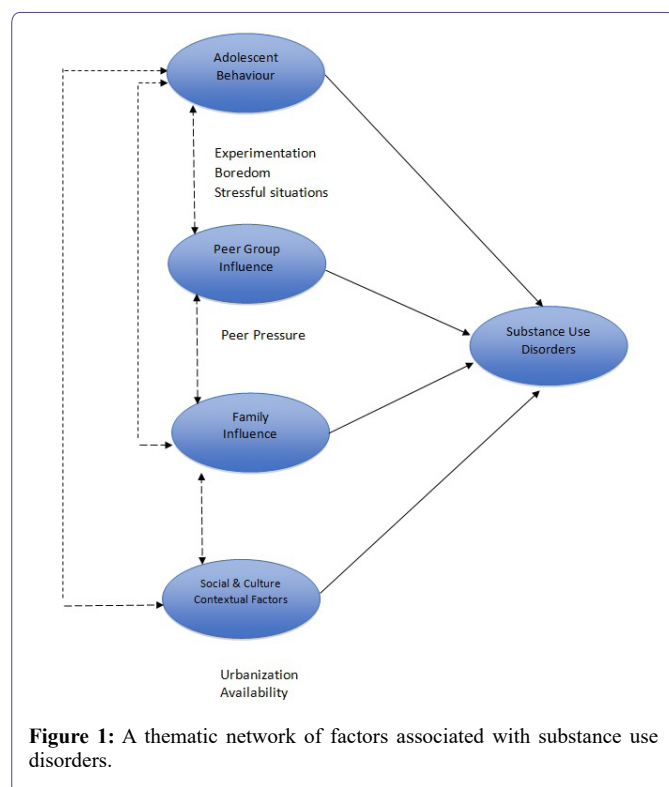 Adolescent
Behaviour
Experimentation
Boredom
Stressful situations
Peer Group
Influence
Peer Pressure
Substance Use
Disorders
Family
Influence
Social & Culture
Contextual Factors
Urbanization
Availability
Figure 1: A thematic network of factors associated with substance use
disorders.